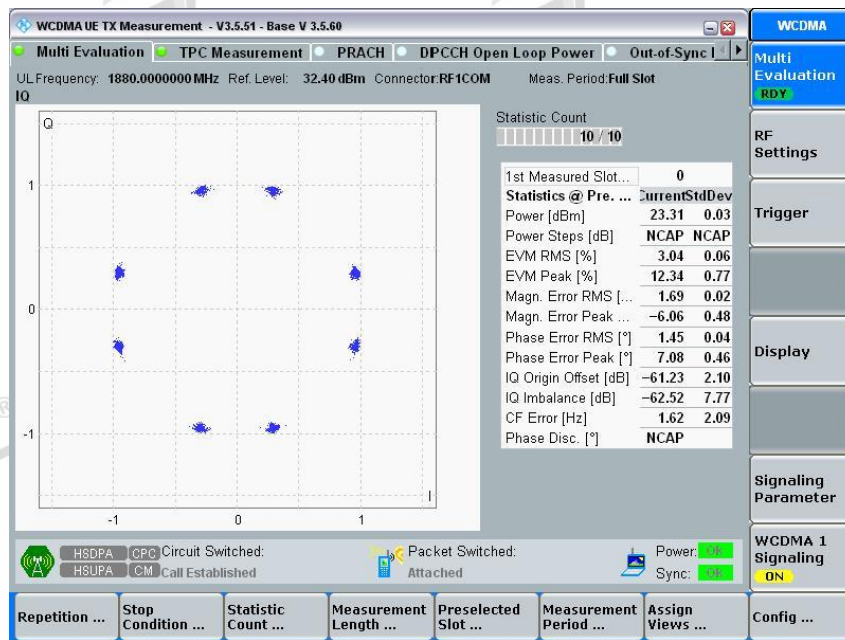 WCDMA UE TX Measurement - V3.5.51 - Base V 3.5.60
WCDMA
Multi Evaluation
TPC Measurement
PRACH
DPCCH Open Loop Power
Out-of-Sync
UL Frequency: 1880.0000000 MHz Ref. Level: 32.40 dBm Connector: RF1COM Meas. Period: Full Slot
IQ
Q
1
0
-1
-1 0 1
I
Statistic Count
10 / 10
1st Measured Slot... 0
Statistics @ Pre. ... Current StdDev
Power [dBm] 23.31 0.03
Power Steps [dB] NCAP NCAP
EVM RMS [%] 3.04 0.06
EVM Peak [%] 12.34 0.77
Magn. Error RMS [... 1.69 0.02
Magn. Error Peak ... −6.06 0.48
Phase Error RMS [°] 1.45 0.04
Phase Error Peak [°] 7.08 0.46
IQ Origin Offset [dB] −61.23 2.10
IQ Imbalance [dB] −62.52 7.77
CF Error [Hz] 1.62 2.09
Phase Disc. [°] NCAP
Multi
Evaluation
RDY
RF
Settings
Trigger
Display
Signaling
Parameter
WCDMA 1
Signaling
ON
HSDPA CPC Circuit Switched: Packet Switched: Power: OK
HSUPA CM Call Established Attached Sync: OK
Repetition ...
Stop
Condition ...
Statistic
Count ...
Measurement
Length ...
Preselected
Slot ...
Measurement
Period ...
Assign
Views ...
Config ...